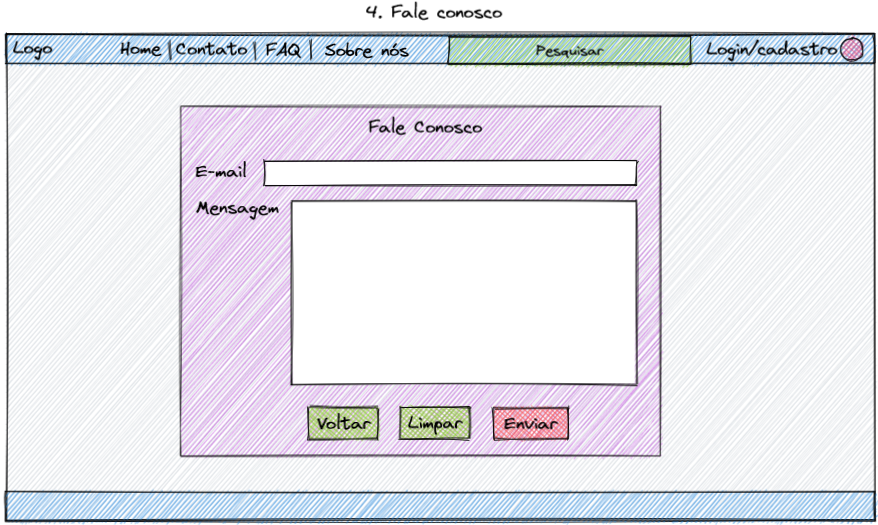 4. Fale conosco
Logo Home | Contato | FAQ | Sobre nós Pesquisar Login/cadastro
Fale Conosco
E-mail
Mensagem
Voltar Limpar Enviar